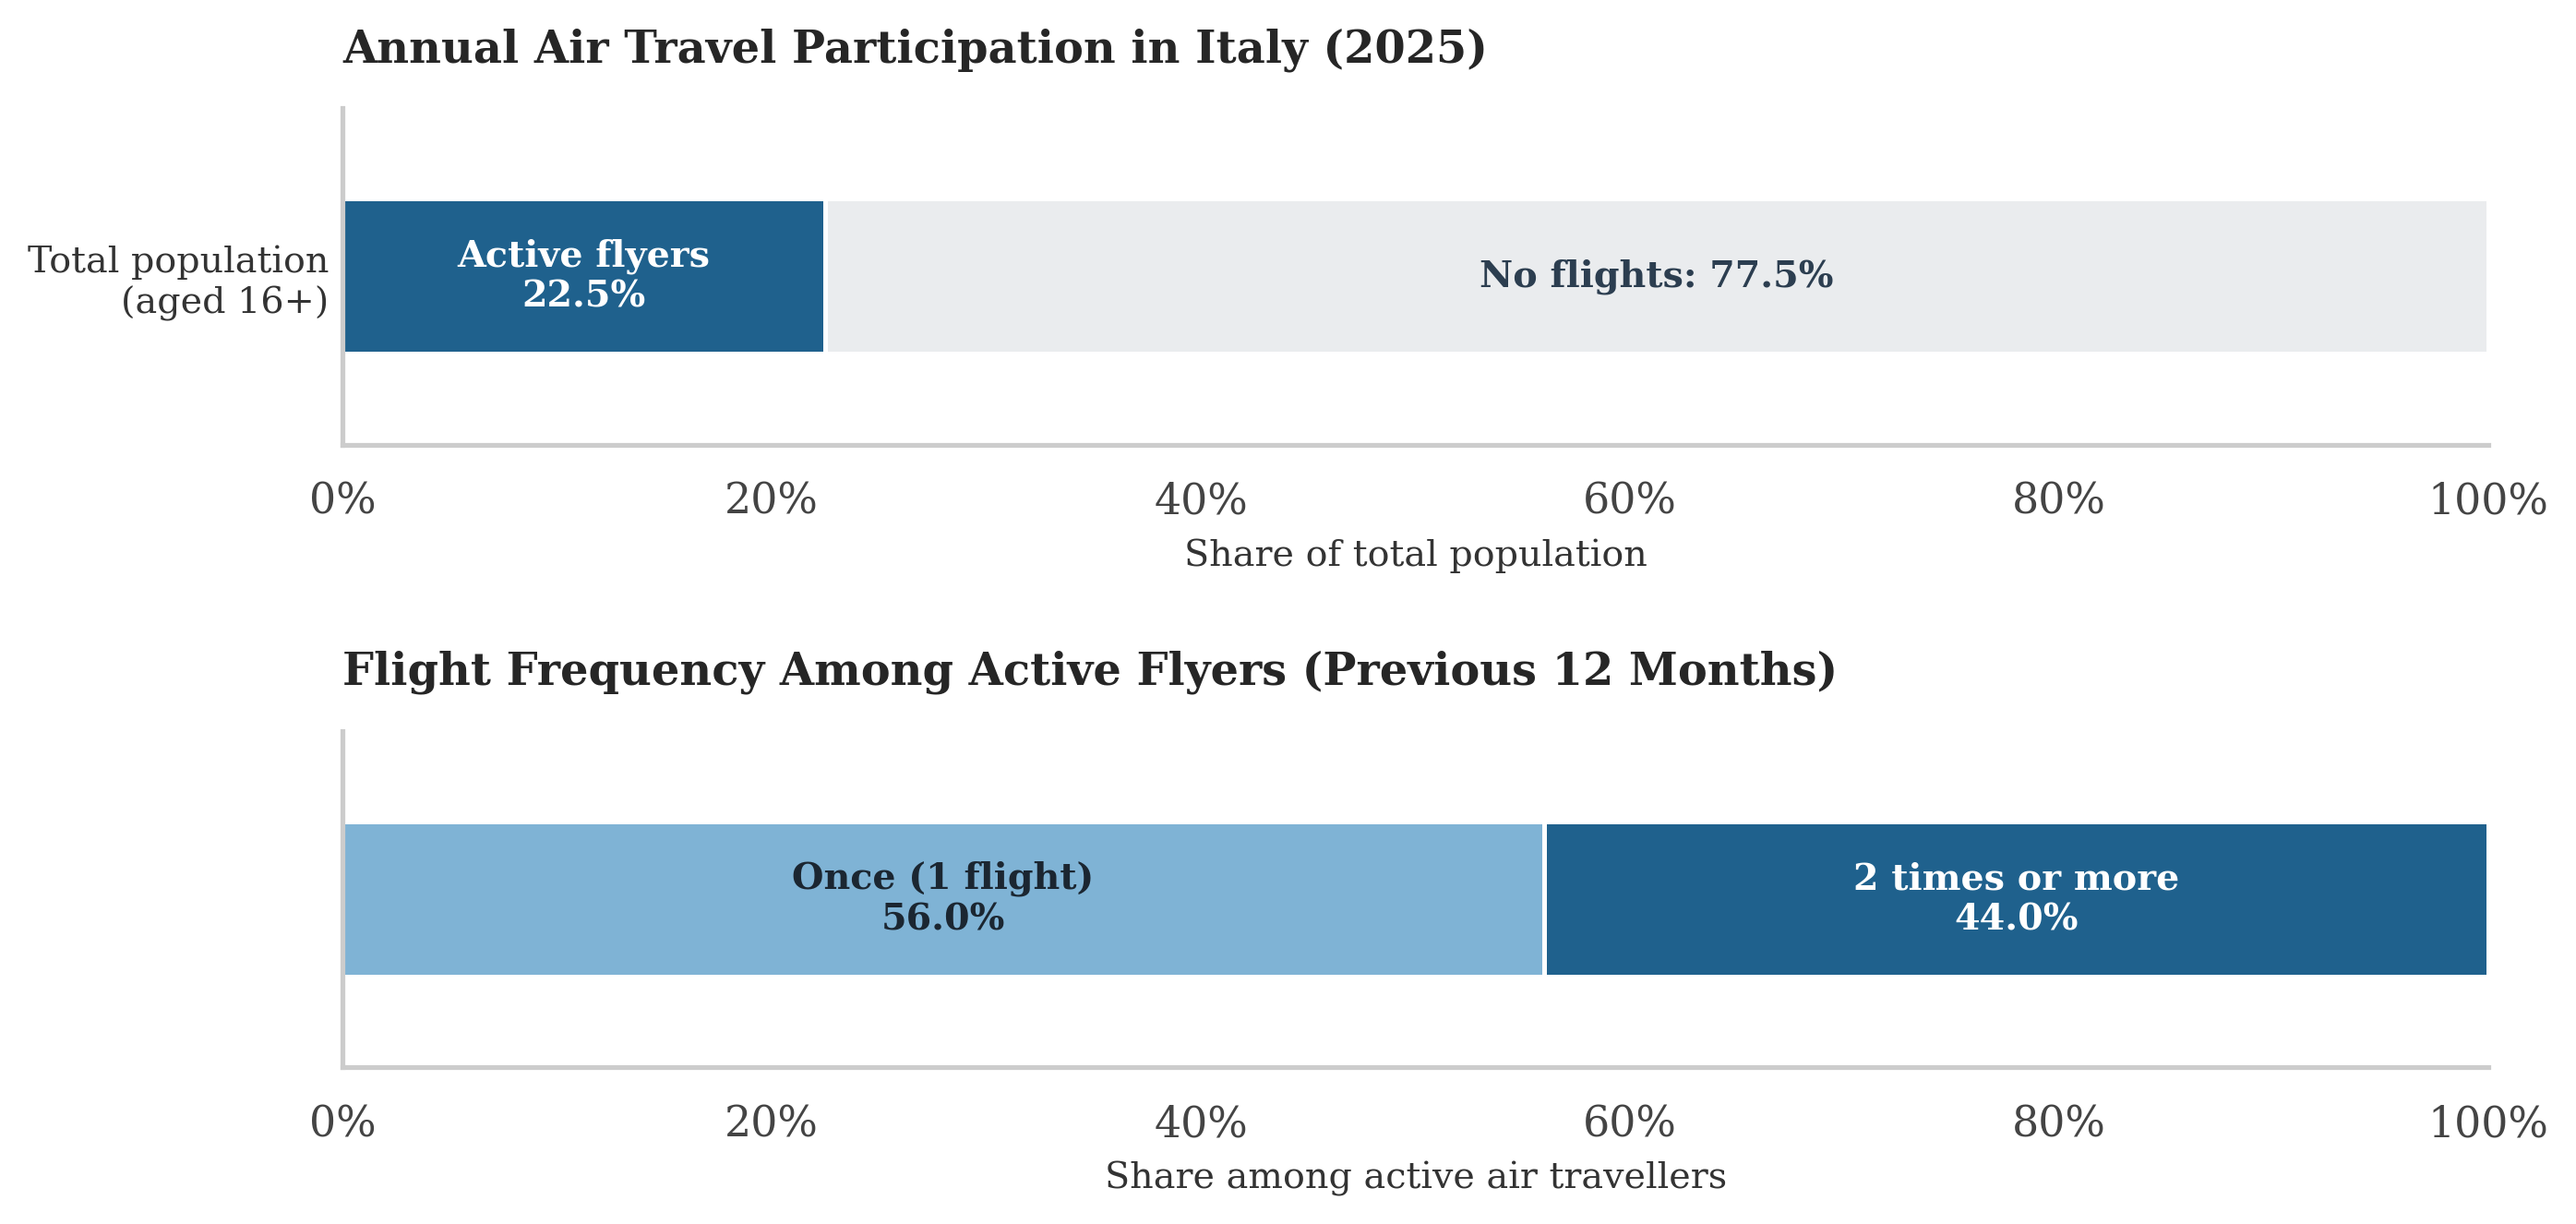 Annual Air Travel Participation in Italy (2025)
Total population
(aged 16+)
Active flyers
22.5%
No flights: 77.5%
0%
20%
40%
60%
80%
100%
Share of total population
Flight Frequency Among Active Flyers (Previous 12 Months)
Once (1 flight)
56.0%
2 times or more
44.0%
0%
20%
40%
60%
80%
100%
Share among active air travellers